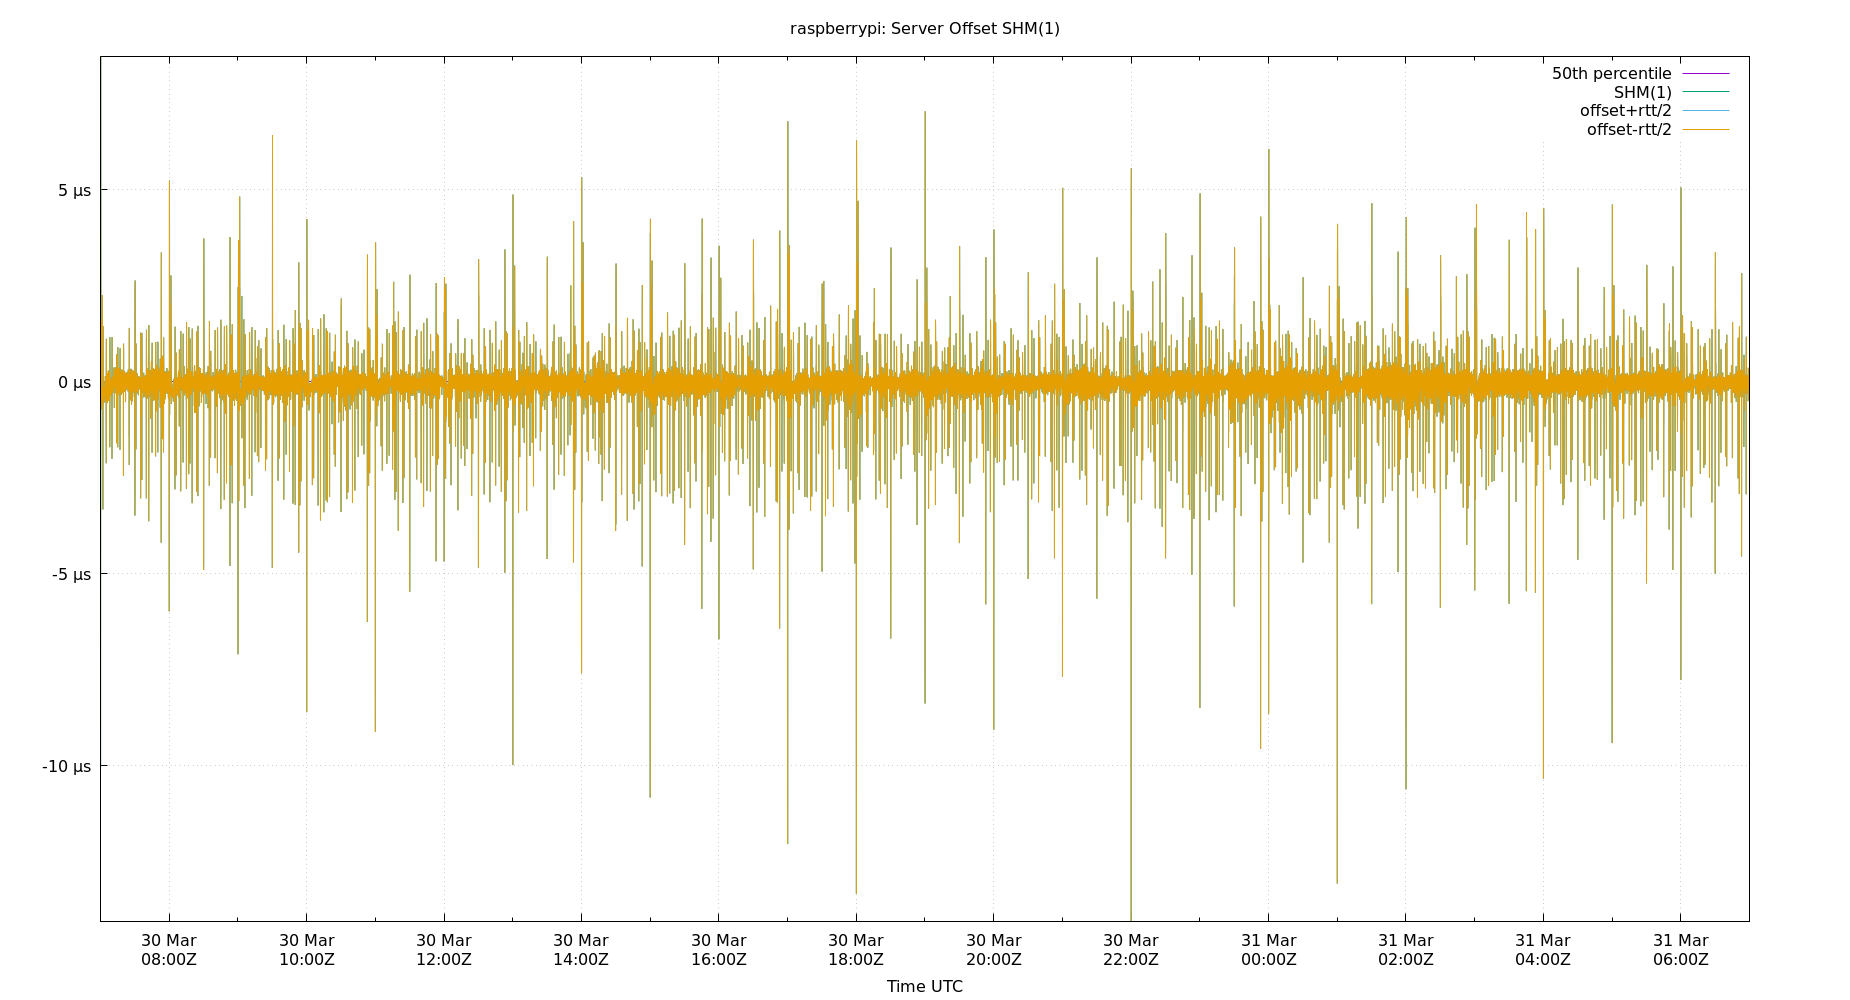 raspberrypi: Server Offset SHM(1)
50th percentile
SHM(1)
offset+rtt/2
offset-rtt/2
5 µs
0 µs
-5 µs
-10 µs
30 Mar 30 Mar 30 Mar 30 Mar 30 Mar 30 Mar 30 Mar 30 Mar 31 Mar 31 Mar 31 Mar 31 Mar
08:00Z 10:00Z 12:00Z 14:00Z 16:00Z 18:00Z 20:00Z 22:00Z 00:00Z 02:00Z 04:00Z 06:00Z
Time UTC